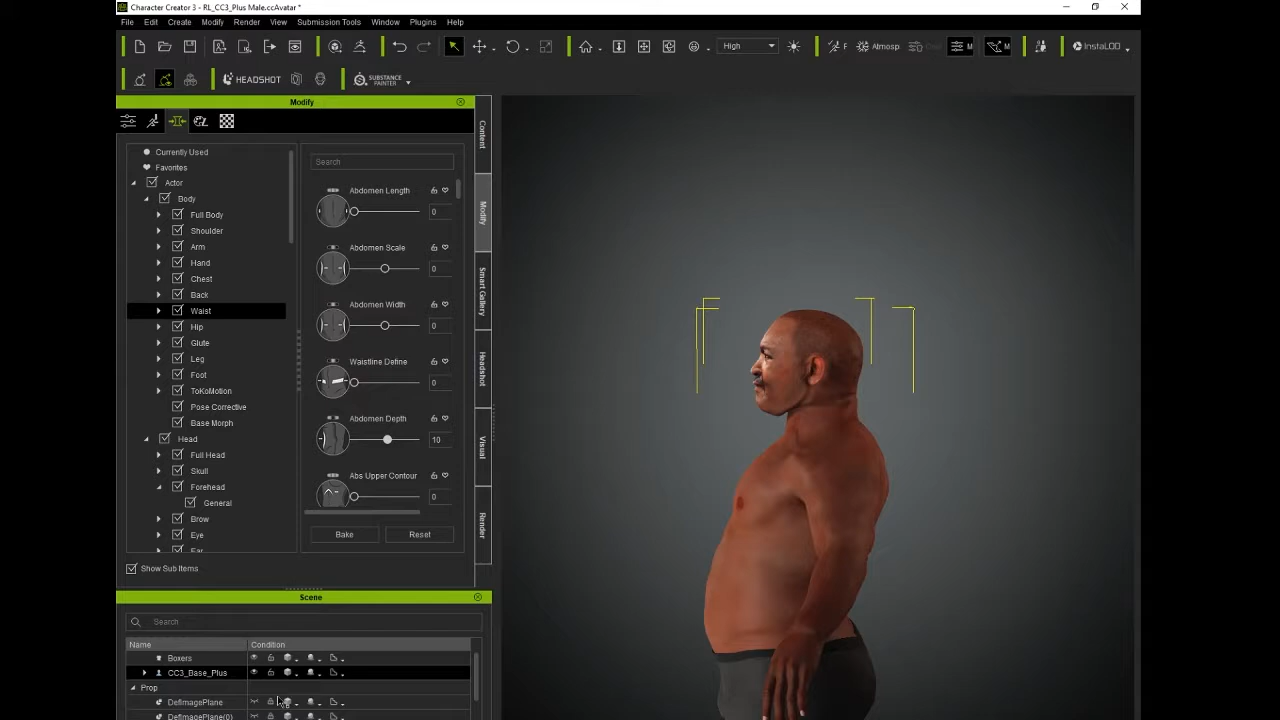 Character Creator 3 - RL_CC3_Plus Male.ccAvatar *
File Edit Create Modify Render View Submission Tools Window Plugins Help
High F Atmosp M M InstaLOD
HEADSHOT SUBSTANCE PAINTER
Modify
Content
Modify
Smart Gallery
Headshot
Visual
Render
Currently Used
Favorites
Actor
Body
Full Body
Shoulder
Arm
Hand
Chest
Back
Waist
Hip
Glute
Leg
Foot
ToKoMotion
Pose Corrective
Base Morph
Head
Full Head
Skull
Forehead
General
Brow
Eye
Ear
Search
Abdomen Length
0
Abdomen Scale
0
Abdomen Width
0
Waistline Define
0
Abdomen Depth
10
Abs Upper Contour
0
Bake Reset
Show Sub Items
Scene
Search
Name Condition
Boxers
CC3_Base_Plus
Prop
DefImagePlane
DefImagePlane(0)